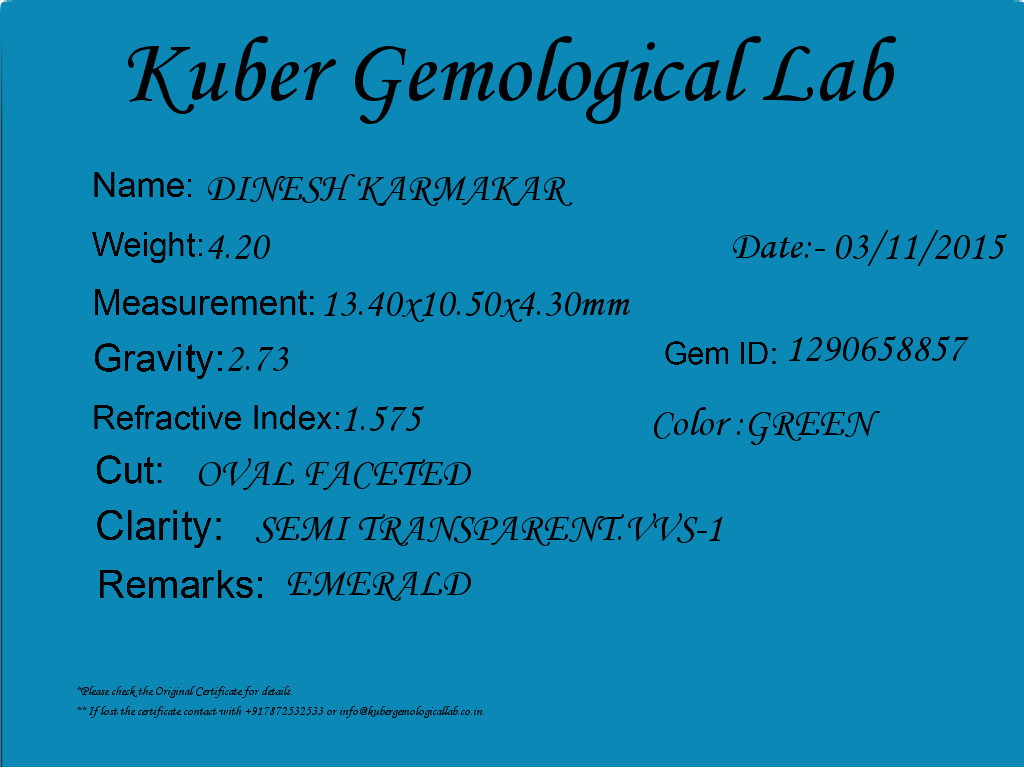 Kuber Gemological Lab
Name: DINESH KARMAKAR
Weight:4.20
Date:- 03/11/2015
Measurement: 13.40x10.50x4.30mm
Gravity:2.73
Gem ID: 1290658857
Refractive Index:1.575
Color :GREEN
Cut: OVAL FACETED
Clarity: SEMI TRANSPARENT.VVS-1
Remarks: EMERALD
*Please check the Original Certificate for details.
** If lost the certificate contact with +917872532533 or info@kubergemologicallab.co.in.